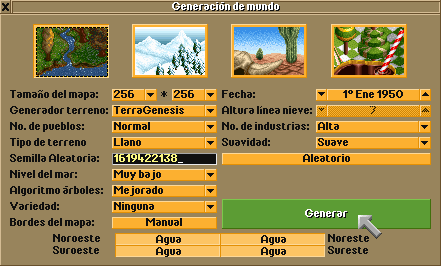 Generación de mundo
Tamaño del mapa: 256 * 256 Fecha: 1º Ene 1950
Generador terreno: TerraGenesis Altura línea nieve: 7
No. de pueblos: Normal No. de industrias: Alta
Tipo de terreno Llano Suavidad: Suave
Semilla Aleatoria: 1619422138_ Aleatorio
Nivel del mar: Muy bajo
Algoritmo árboles: Mejorado
Variedad: Ninguna
Generar
Bordes del mapa: Manual
Noroeste Agua Agua Noreste
Suroeste Agua Agua Sureste